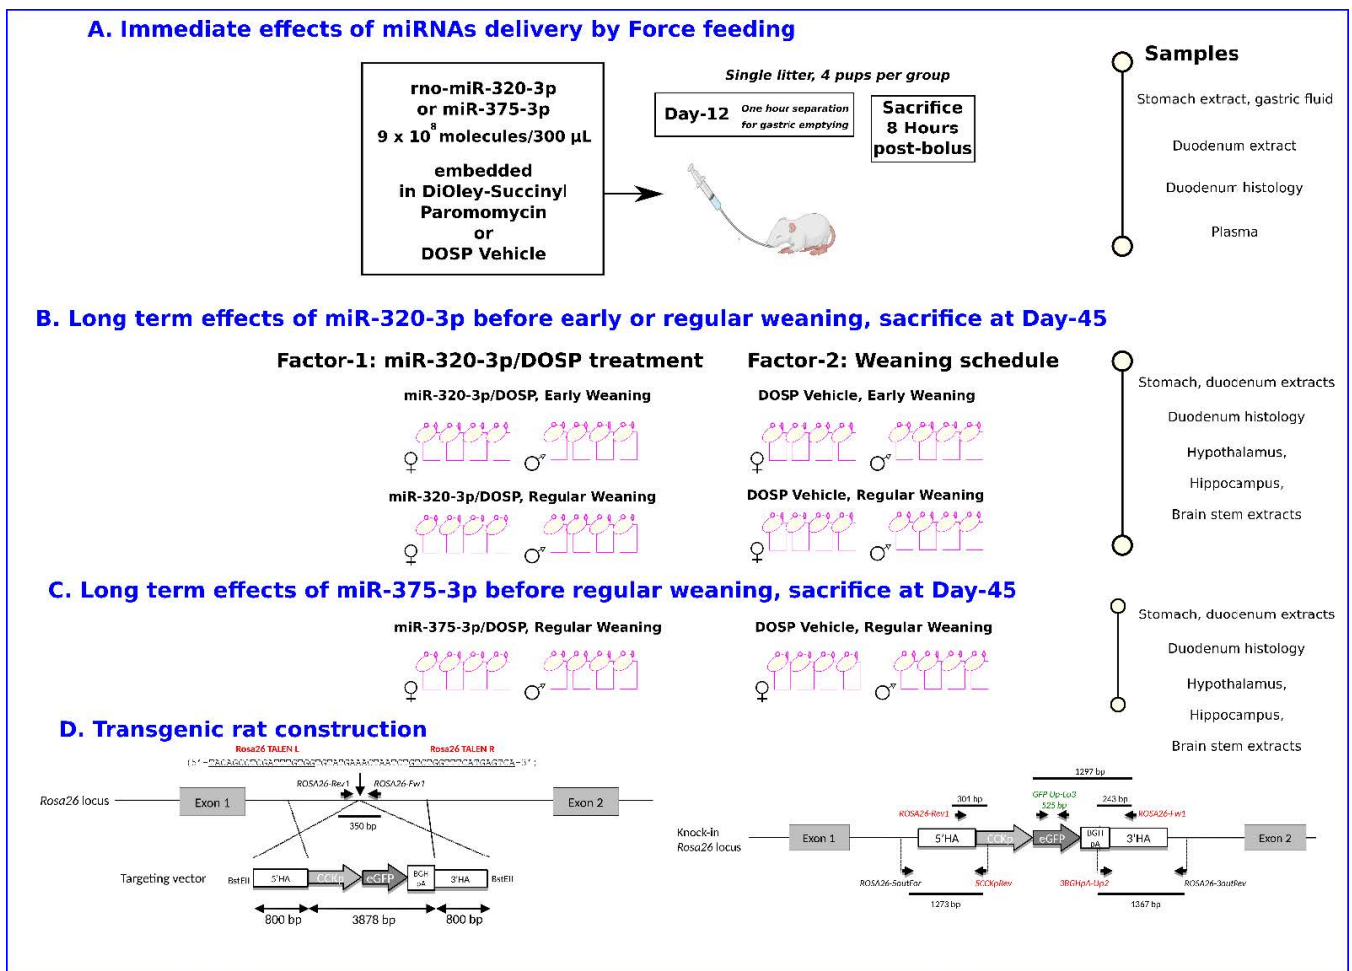 A. Immediate effects of miRNAs delivery by Force feeding
rno-miR-320-3p
or miR-375-3p
9 x 10⁸ molecules/300 µL
embedded
in DiOley-Succinyl
Paromomycin
or
DOSP Vehicle
Single litter, 4 pups per group
Day-12
One hour separation
for gastric emptying
Sacrifice
8 Hours
post-bolus
Samples
Stomach extract, gastric fluid
Duodenum extract
Duodenum histology
Plasma
B. Long term effects of miR-320-3p before early or regular weaning, sacrifice at Day-45
Factor-1: miR-320-3p/DOSP treatment
Factor-2: Weaning schedule
miR-320-3p/DOSP, Early Weaning
DOSP Vehicle, Early Weaning
♀ ♂ ♀ ♂
miR-320-3p/DOSP, Regular Weaning
DOSP Vehicle, Regular Weaning
♀ ♂ ♀ ♂
Stomach, duocenum extracts
Duodenum histology
Hypothalamus,
Hippocampus,
Brain stem extracts
C. Long term effects of miR-375-3p before regular weaning, sacrifice at Day-45
miR-375-3p/DOSP, Regular Weaning
DOSP Vehicle, Regular Weaning
♀ ♂ ♀ ♂
Stomach, duodenum extracts
Duodenum histology
Hypothalamus,
Hippocampus,
Brain stem extracts
D. Transgenic rat construction
Rosa26 TALEN L
Rosa26 TALEN R
ROSA26-Rev1
ROSA26-Fw1
Rosa26 locus
Exon 1
Exon 2
350 bp
Targeting vector
BstEII
5'HA
CCKp
eGFP
BGH
pA
3'HA
BstEII
800 bp
3878 bp
800 bp
1297 bp
301 bp
GFP Up-Lo3
525 bp
243 bp
ROSA26-Rev1
ROSA26-Fw1
Knock-in
Rosa26 locus
Exon 1
5'HA
CCKp
eGFP
BGH
pA
3'HA
Exon 2
ROSA26-5outFor
5CCKpRev
3BGHpA-Up2
ROSA26-3outRev
1273 bp
1367 bp